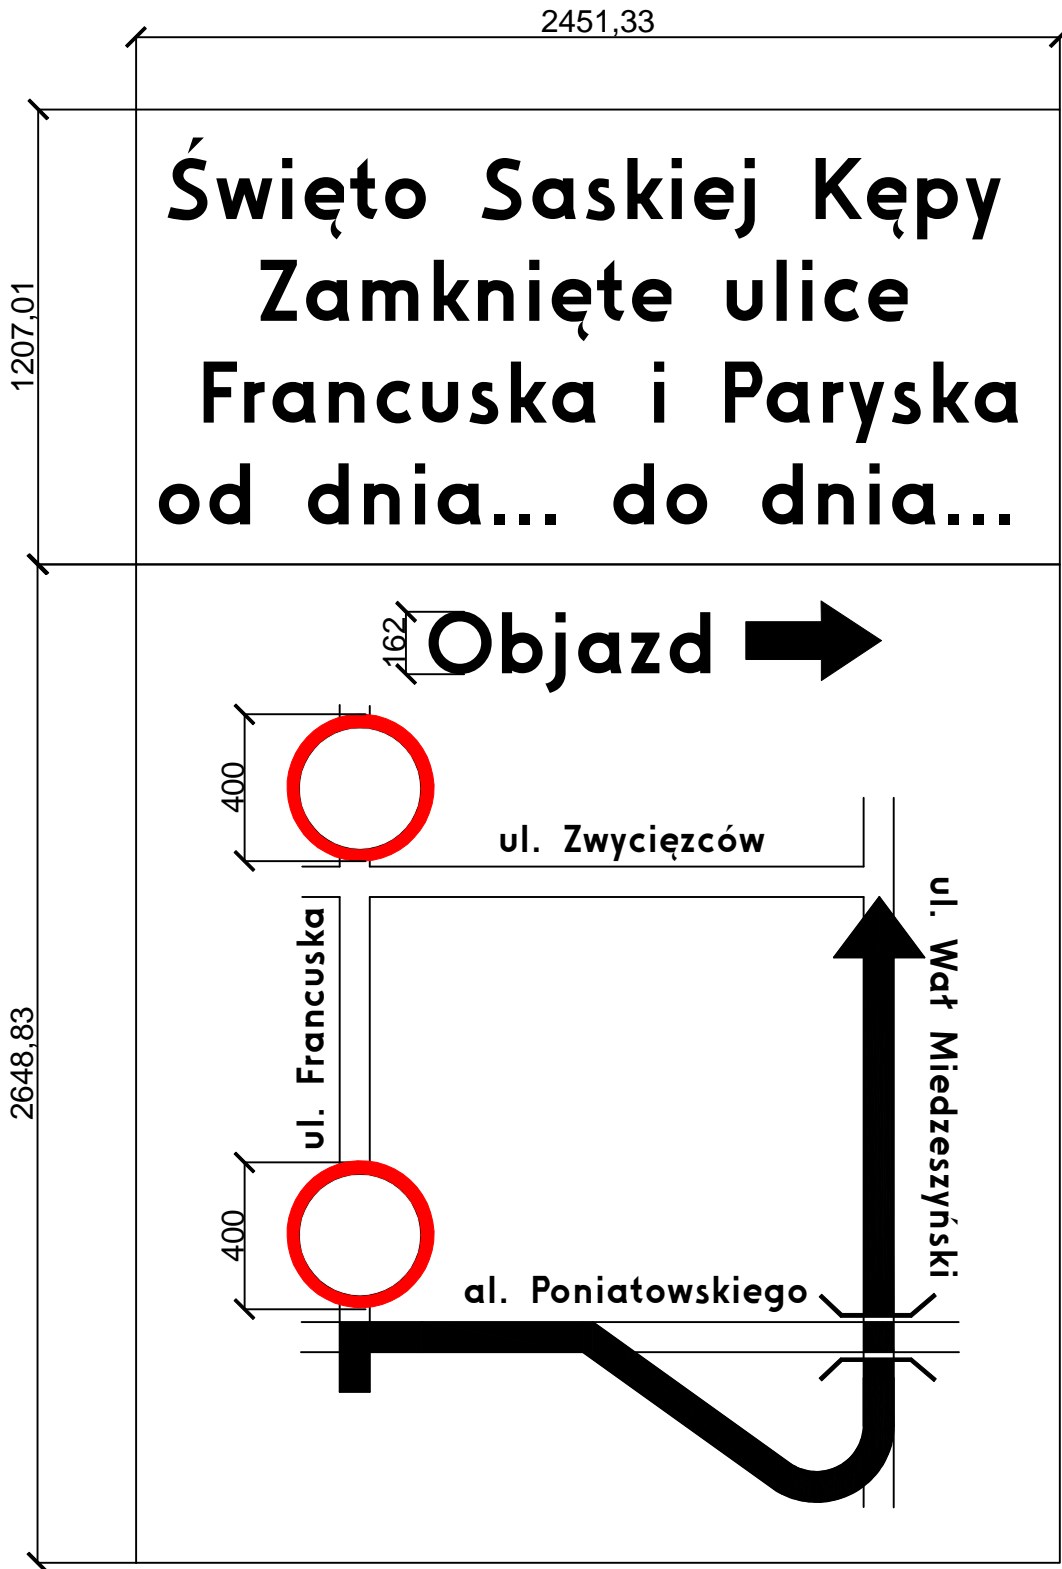 2451,33
1207,01
Święto Saskiej Kępy
Zamknięte ulice
Francuska i Paryska
od dnia... do dnia...
162
Objazd
400
ul. Zwycięzców
ul. Francuska
ul. Wał Miedzeszyński
2648,83
400
al. Poniatowskiego